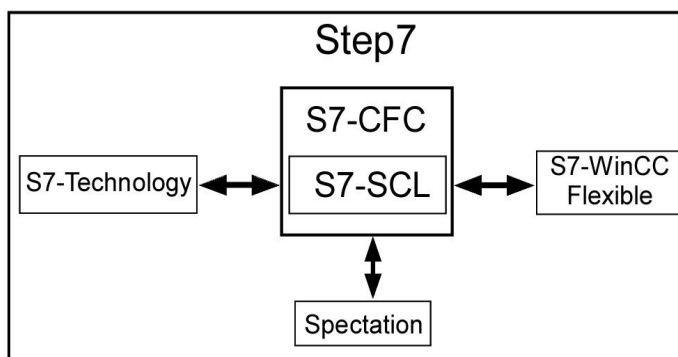 Step7
S7-CFC
S7-SCL
S7-Technology
S7-WinCC
Flexible
Spectation